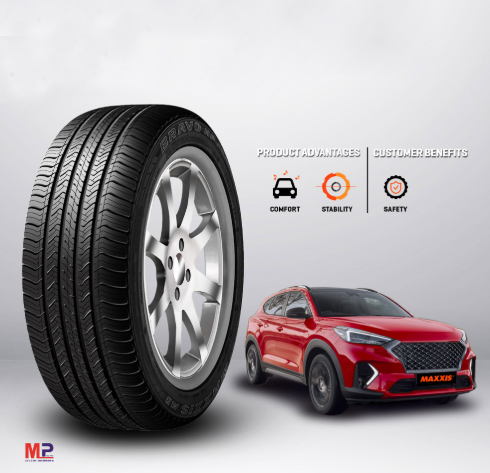 BRAVO
PRODUCT ADVANTAGES
CUSTOMER BENEFITS
COMFORT
STABILITY
SAFETY
MAXXIS
MP